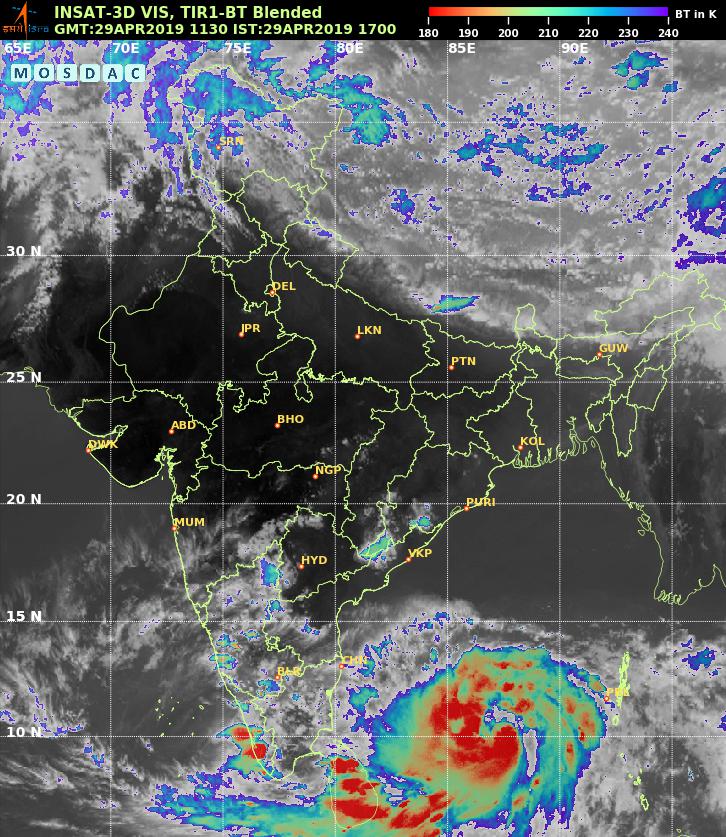 INSAT-3D VIS, TIR1-BT Blended
GMT:29APR2019 1130 IST:29APR2019 1700
BT in K
180 190 200 210 220 230 240
65E 70E 75E 80E 85E 90E
MOSDAC
SRN
30 N
DEL
JPR LKN
GUW
PTN
25 N
ABD BHO
DWK KOL
NGP
20 N
PURI
MUM
VKP
HYD
15 N
CHN
BLR
10 N